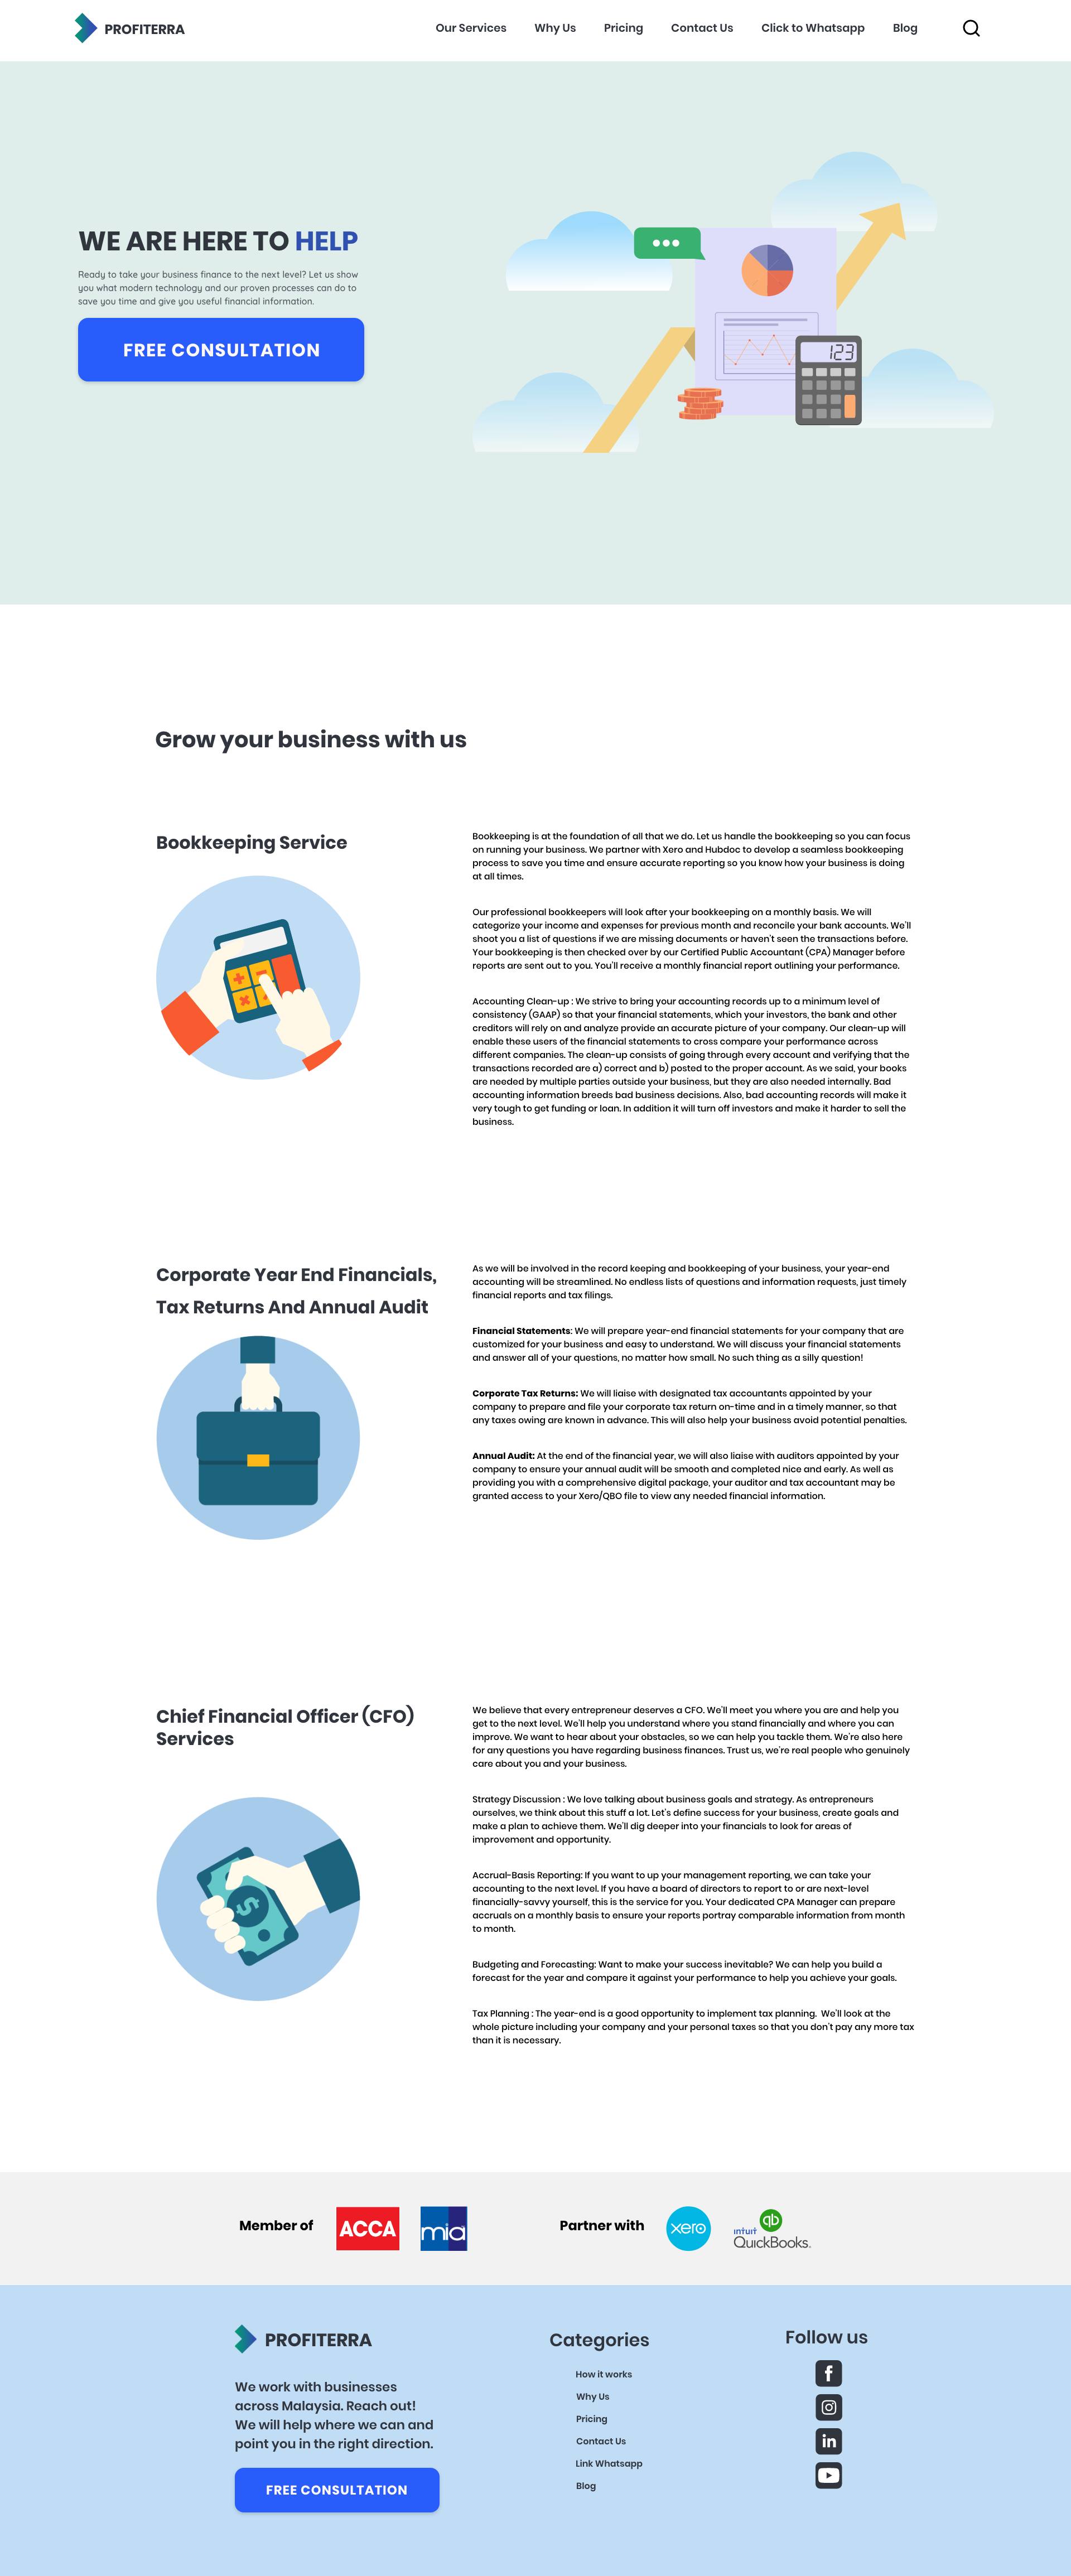 PROFITERRA
Our Services Why Us Pricing Contact Us Click to Whatsapp Blog
WE ARE HERE TO HELP
Ready to take your business finance to the next level? Let us show
you what modern technology and our proven processes can do to
save you time and give you useful financial information.
FREE CONSULTATION
123
Grow your business with us
Bookkeeping Service
Bookkeeping is at the foundation of all that we do. Let us handle the bookkeeping so you can focus
on running your business. We partner with Xero and Hubdoc to develop a seamless bookkeeping
process to save you time and ensure accurate reporting so you know how your business is doing
at all times.
Our professional bookkeepers will look after your bookkeeping on a monthly basis. We will
categorize your income and expenses for previous month and reconcile your bank accounts. We'll
shoot you a list of questions if we are missing documents or haven't seen the transactions before.
Your bookkeeping is then checked over by our Certified Public Accountant (CPA) Manager before
reports are sent out to you. You'll receive a monthly financial report outlining your performance.
Accounting Clean-up : We strive to bring your accounting records up to a minimum level of
consistency (GAAP) so that your financial statements, which your investors, the bank and other
creditors will rely on and analyze provide an accurate picture of your company. Our clean-up will
enable these users of the financial statements to cross compare your performance across
different companies. The clean-up consists of going through every account and verifying that the
transactions recorded are a) correct and b) posted to the proper account. As we said, your books
are needed by multiple parties outside your business, but they are also needed internally. Bad
accounting information breeds bad business decisions. Also, bad accounting records will make it
very tough to get funding or loan. In addition it will turn off investors and make it harder to sell the
business.
Corporate Year End Financials,
Tax Returns And Annual Audit
As we will be involved in the record keeping and bookkeeping of your business, your year-end
accounting will be streamlined. No endless lists of questions and information requests, just timely
financial reports and tax filings.
Financial Statements: We will prepare year-end financial statements for your company that are
customized for your business and easy to understand. We will discuss your financial statements
and answer all of your questions, no matter how small. No such thing as a silly question!
Corporate Tax Returns: We will liaise with designated tax accountants appointed by your
company to prepare and file your corporate tax return on-time and in a timely manner, so that
any taxes owing are known in advance. This will also help your business avoid potential penalties.
Annual Audit: At the end of the financial year, we will also liaise with auditors appointed by your
company to ensure your annual audit will be smooth and completed nice and early. As well as
providing you with a comprehensive digital package, your auditor and tax accountant may be
granted access to your Xero/QBO file to view any needed financial information.
Chief Financial Officer (CFO)
Services
We believe that every entrepreneur deserves a CFO. We'll meet you where you are and help you
get to the next level. We'll help you understand where you stand financially and where you can
improve. We want to hear about your obstacles, so we can help you tackle them. We're also here
for any questions you have regarding business finances. Trust us, we're real people who genuinely
care about you and your business.
Strategy Discussion : We love talking about business goals and strategy. As entrepreneurs
ourselves, we think about this stuff a lot. Let's define success for your business, create goals and
make a plan to achieve them. We'll dig deeper into your financials to look for areas of
improvement and opportunity.
Accrual-Basis Reporting: If you want to up your management reporting, we can take your
accounting to the next level. If you have a board of directors to report to or are next-level
financially-savvy yourself, this is the service for you. Your dedicated CPA Manager can prepare
accruals on a monthly basis to ensure your reports portray comparable information from month
to month.
Budgeting and Forecasting: Want to make your success inevitable? We can help you build a
forecast for the year and compare it against your performance to help you achieve your goals.
Tax Planning : The year-end is a good opportunity to implement tax planning. We'll look at the
whole picture including your company and your personal taxes so that you don't pay any more tax
than it is necessary.
Member of ACCA mia Partner with xero qb intuit QuickBooks.
PROFITERRA
We work with businesses
across Malaysia. Reach out!
We will help where we can and
point you in the right direction.
FREE CONSULTATION
Categories
How it works
Why Us
Pricing
Contact Us
Link Whatsapp
Blog
Follow us
f
in